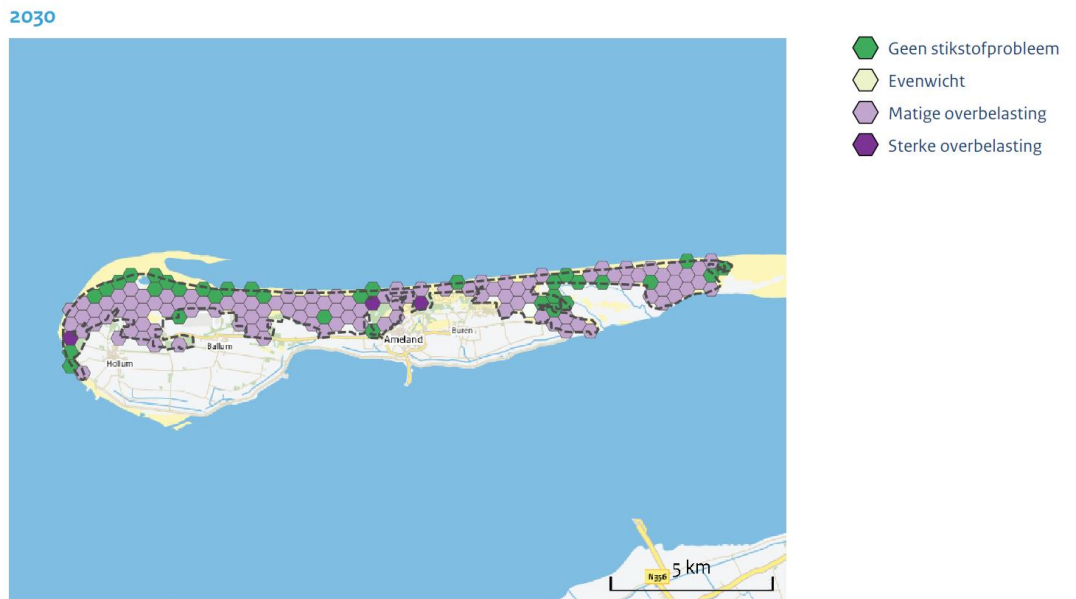 2030
Geen stikstofprobleem
Evenwicht
Matige overbelasting
Sterke overbelasting
Buren
Ameland
Ballum
Hollum
5 km
N356